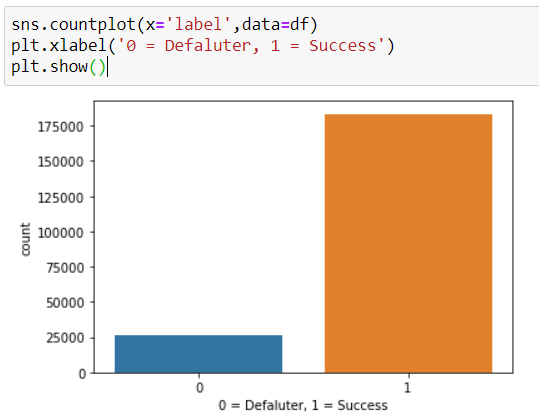 sns.countplot(x='label',data=df)
plt.xlabel('0 = Defaluter, 1 = Success')
plt.show()
175000
150000
125000
100000
75000
50000
25000
0
count
0 1
0 = Defaluter, 1 = Success